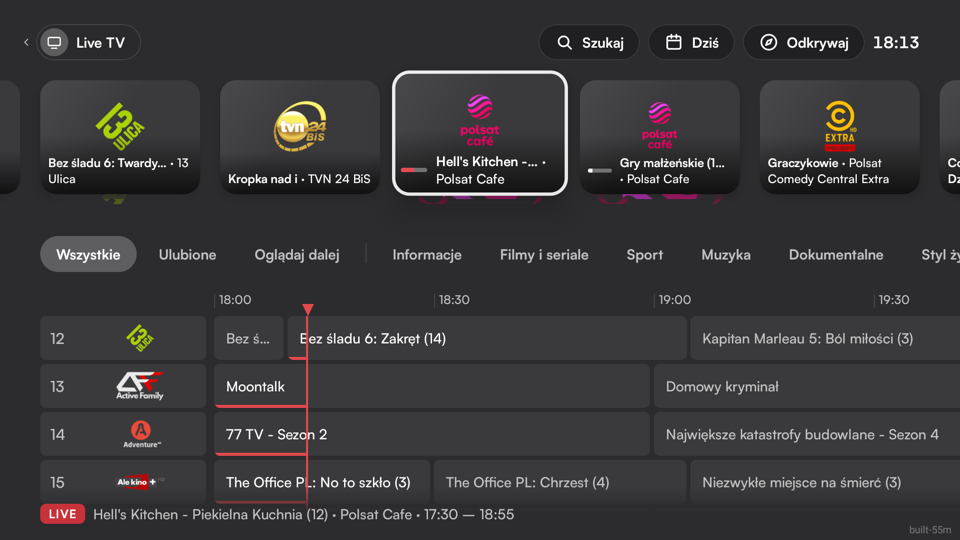 Live TV
Szukaj
Dziś
Odkrywaj
18:13
13 ULICA
tvn 24 BiS
polsat café
polsat café
EXTRA HD
Bez śladu 6: Twardy... · 13
Ulica
Kropka nad i · TVN 24 BiS
Hell's Kitchen -... ·
Polsat Cafe
Gry małżeńskie (1...
· Polsat Cafe
Graczykowie · Polsat
Comedy Central Extra
Wszystkie
Ulubione
Oglądaj dalej
Informacje
Filmy i seriale
Sport
Muzyka
Dokumentalne
Styl ży
18:00
18:30
19:00
19:30
12
13 ULICA
Bez ś...
Bez śladu 6: Zakręt (14)
Kapitan Marleau 5: Ból miłości (3)
13
Active Family
Moontalk
Domowy kryminał
14
Adventure
77 TV - Sezon 2
Największe katastrofy budowlane - Sezon 4
15
Ale kino +
The Office PL: No to szkło (3)
The Office PL: Chrzest (4)
Niezwykłe miejsce na śmierć (3)
LIVE
Hell's Kitchen - Piekielna Kuchnia (12) · Polsat Cafe · 17:30 — 18:55
built-55m